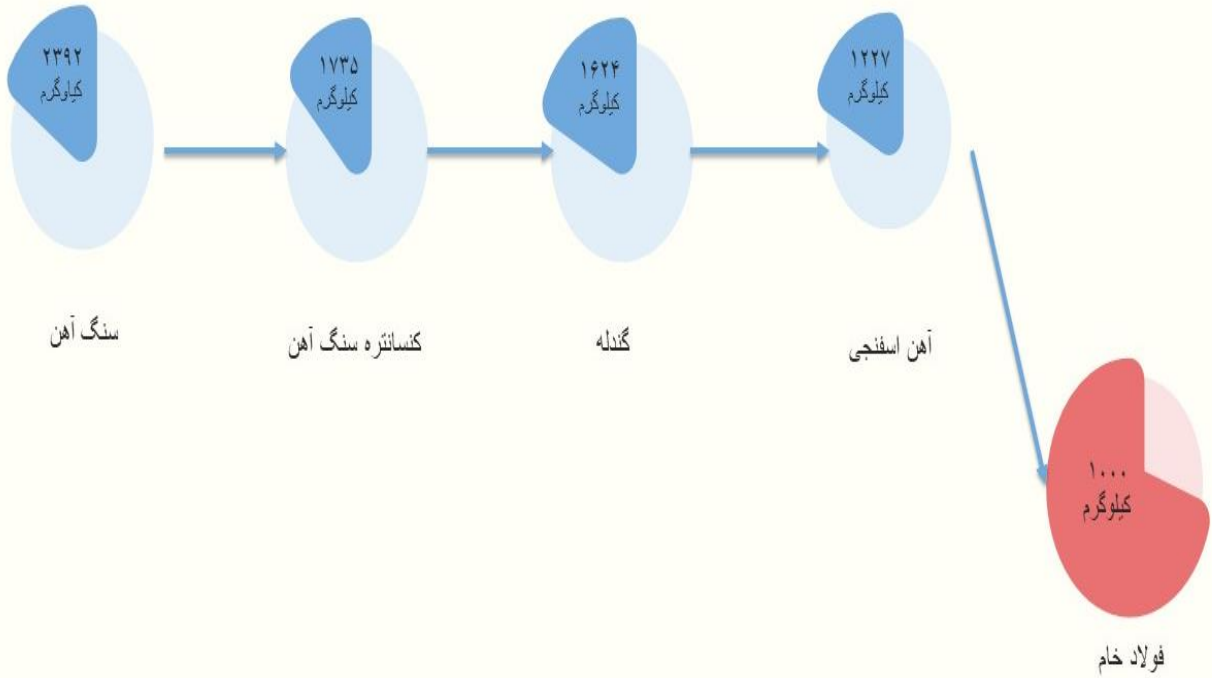 ۲۳۹۲
کیلوگرم
سنگ آهن
۱۷۳۵
کیلوگرم
کنسانتره سنگ آهن
۱۶۲۴
کیلوگرم
گندله
۱۲۲۷
کیلوگرم
آهن اسفنجی
۱۰۰۰
کیلوگرم
فولاد خام